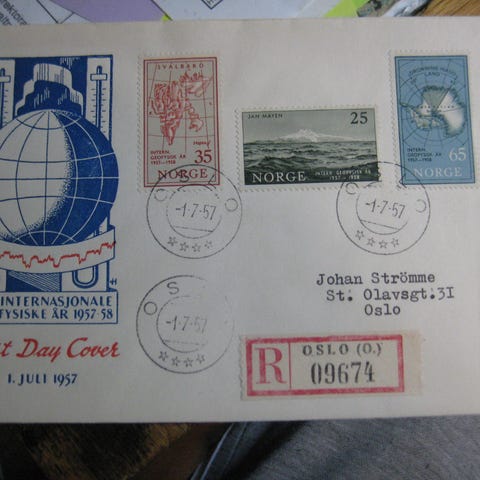 SVALBARD
INTERN.
GEOFYSISK ÅR
1957-1958
35
NORGE
JAN MAYEN
25
NORGE
INTERN. GEOFYSISK ÅR
1957-1958
DRONNING MAUD
LAND
INTERN.
GEOFYSISK ÅR
1957-1958
65
NORGE
OSLO
-1-7-57
O
-1-7-57
OS
-1-7-57
INTERNASJONALE
FYSISKE ÅR 1957-58
t Day Cover
1. JULI 1957
Johan Strömme
St. Olavsgt.3I
Oslo
R
OSLO (O.)
09674